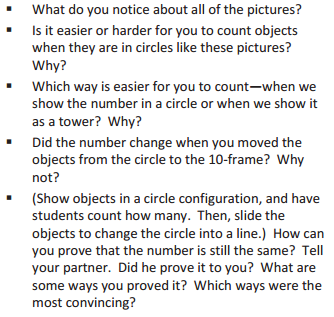 ▪ What do you notice about all of the pictures?
▪ Is it easier or harder for you to count objects
when they are in circles like these pictures?
Why?
▪ Which way is easier for you to count—when we
show the number in a circle or when we show it
as a tower? Why?
▪ Did the number change when you moved the
objects from the circle to the 10-frame? Why
not?
▪ (Show objects in a circle configuration, and have
students count how many. Then, slide the
objects to change the circle into a line.) How can
you prove that the number is still the same? Tell
your partner. Did he prove it to you? What are
some ways you proved it? Which ways were the
most convincing?